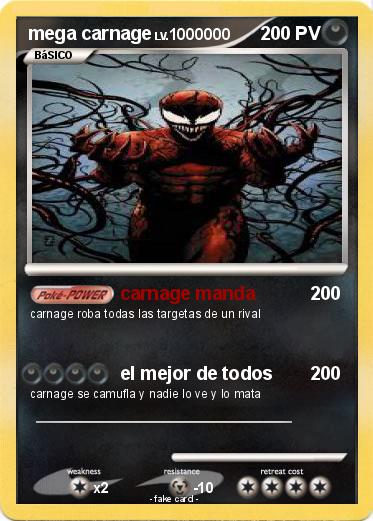 mega carnage LV.1000000 200 PV
BáSICO
Poké-POWER carnage manda 200
carnage roba todas las targetas de un rival
el mejor de todos 200
carnage se camufla y nadie lo ve y lo mata
weakness resistance retreat cost
x2 -10
- fake card -